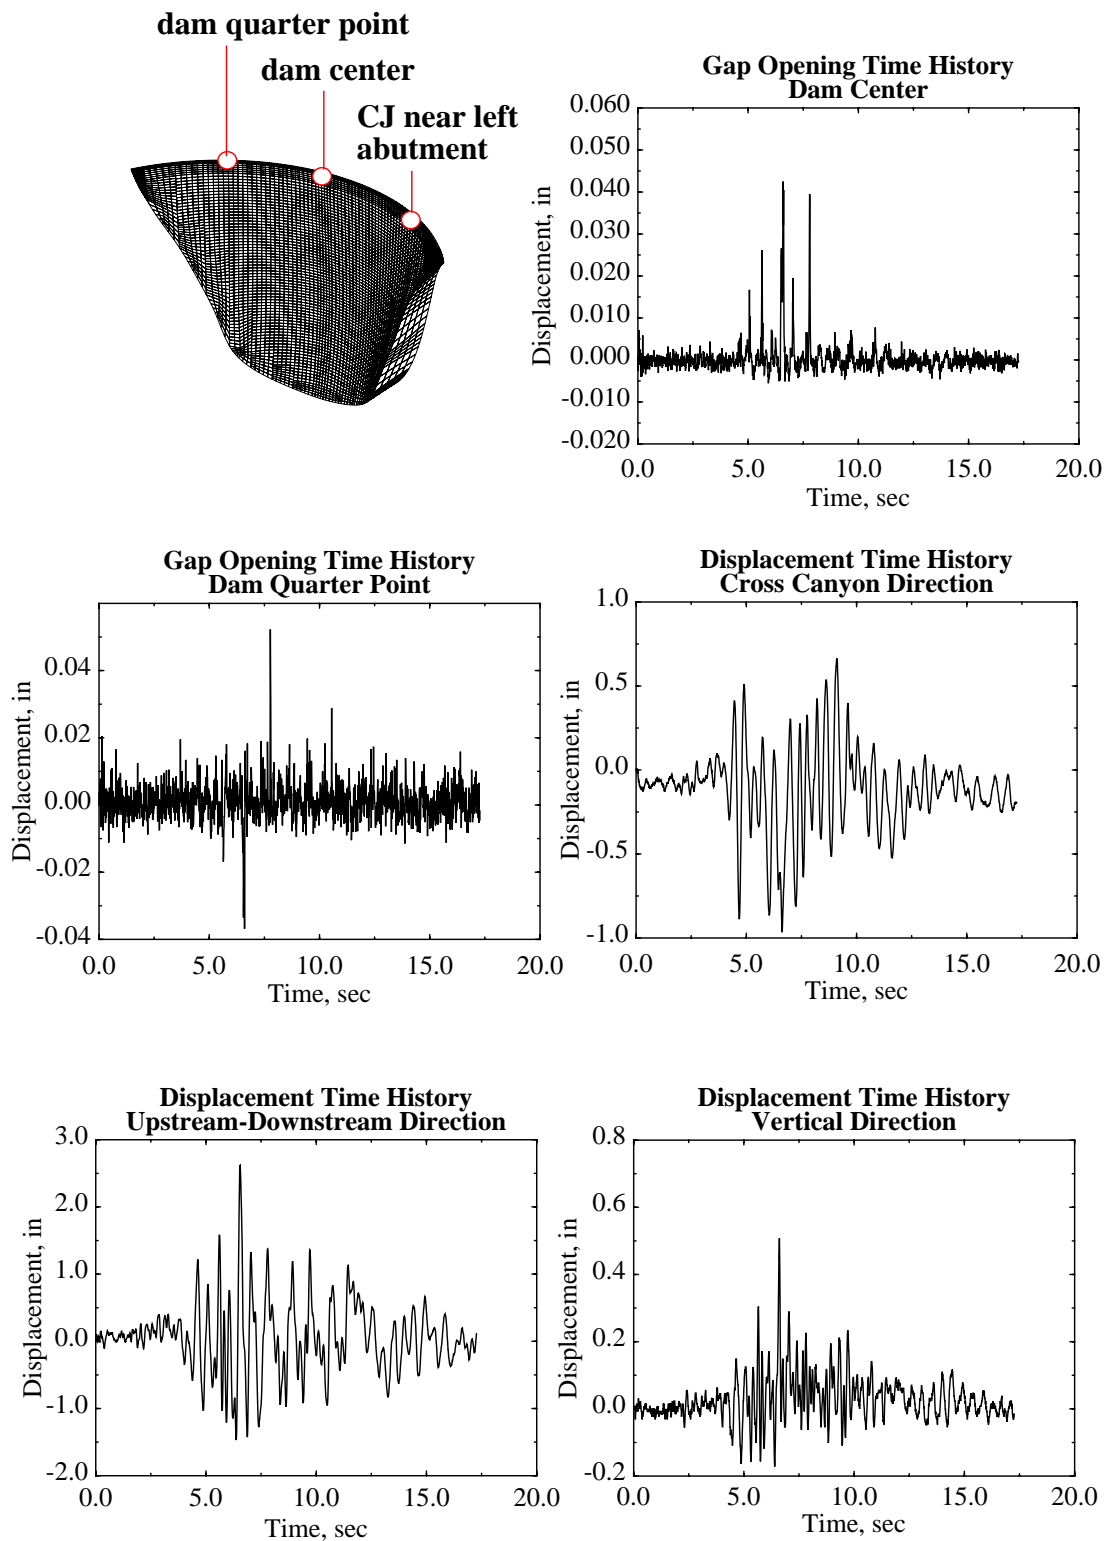 dam quarter point
dam center
CJ near left
abutment
Gap Opening Time History
Dam Center
0.060
0.050
0.040
0.030
0.020
0.010
0.000
-0.010
-0.020
Displacement, in
0.0 5.0 10.0 15.0 20.0
Time, sec
Gap Opening Time History
Dam Quarter Point
0.04
0.02
0.00
-0.02
-0.04
Displacement, in
0.0 5.0 10.0 15.0 20.0
Time, sec
Displacement Time History
Cross Canyon Direction
1.0
0.5
0.0
-0.5
-1.0
Displacement, in
0.0 5.0 10.0 15.0 20.0
Time, sec
Displacement Time History
Upstream-Downstream Direction
3.0
2.0
1.0
0.0
-1.0
-2.0
Displacement, in
0.0 5.0 10.0 15.0 20.0
Time, sec
Displacement Time History
Vertical Direction
0.8
0.6
0.4
0.2
0.0
-0.2
Displacement, in
0.0 5.0 10.0 15.0 20.0
Time, sec